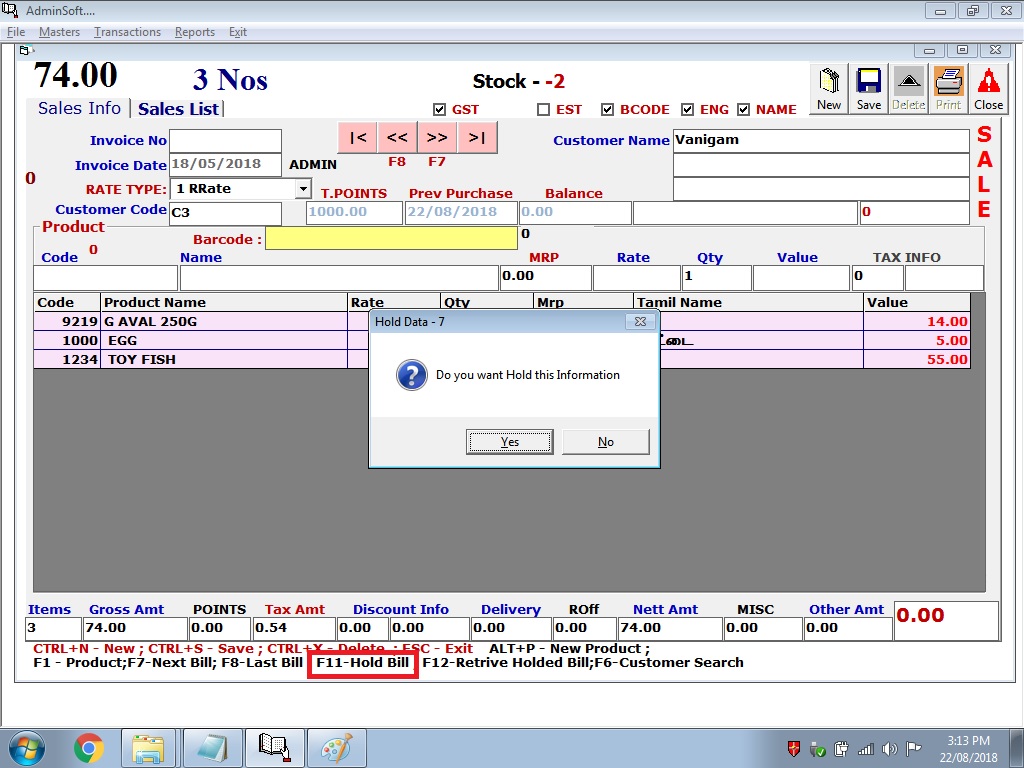 AdminSoft....
File Masters Transactions Reports Exit
74.00 3 Nos Stock - -2
New Save Delete Print Close
Sales Info Sales List
GST EST BCODE ENG NAME
Invoice No |< << >> >| Customer Name Vanigam
F8 F7
Invoice Date 18/05/2018 ADMIN
0
RATE TYPE: 1 RRate T.POINTS Prev Purchase Balance
Customer Code C3 1000.00 22/08/2018 0.00 0
SALE
Product Barcode : 0
0
Code Name MRP Rate Qty Value TAX INFO
0.00 1 0
Code Product Name Rate Qty Mrp Tamil Name Value
9219 G AVAL 250G 14.00
1000 EGG 5.00
1234 TOY FISH 55.00
Hold Data - 7
Do you want Hold this Information
Yes No
Items Gross Amt POINTS Tax Amt Discount Info Delivery ROff Nett Amt MISC Other Amt 0.00
3 74.00 0.00 0.54 0.00 0.00 0.00 0.00 74.00 0.00 0.00
CTRL+N - New ; CTRL+S - Save ; CTRL+X - Delete ; ESC - Exit ALT+P - New Product ;
F1 - Product;F7-Next Bill; F8-Last Bill F11-Hold Bill ;F12-Retrive Holded Bill;F6-Customer Search
3:13 PM
22/08/2018